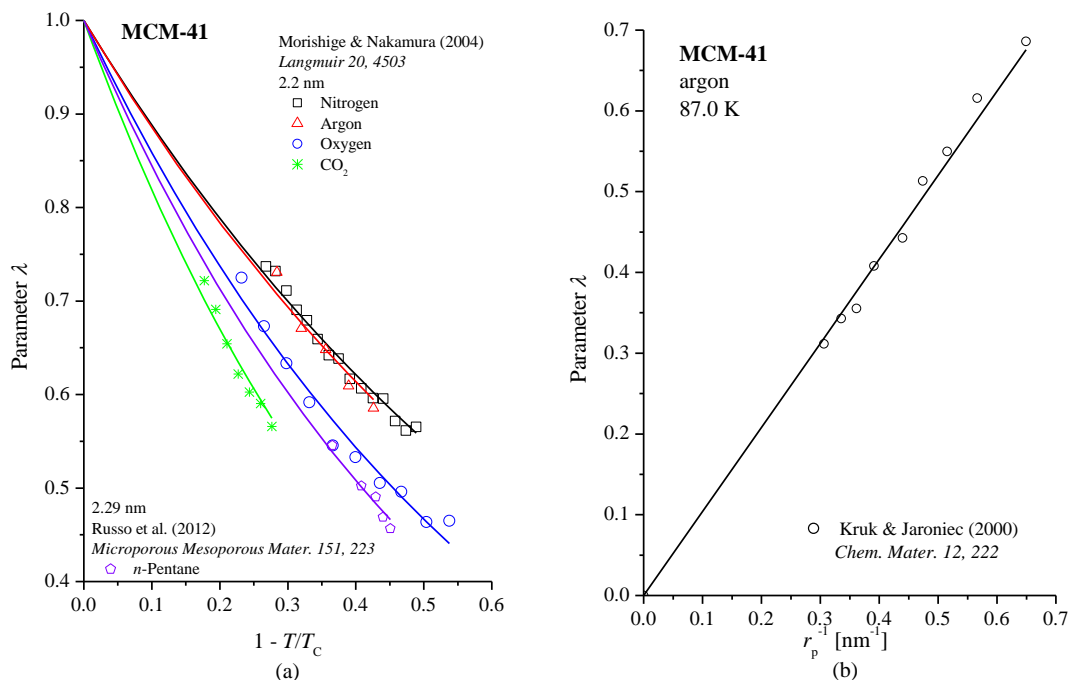 MCM-41
Morishige & Nakamura (2004)
Langmuir 20, 4503
2.2 nm
Nitrogen
Argon
Oxygen
CO2
2.29 nm
Russo et al. (2012)
Microporous Mesoporous Mater. 151, 223
n-Pentane
1.0
0.9
0.8
0.7
0.6
0.5
0.4
Parameter λ
0.0 0.1 0.2 0.3 0.4 0.5 0.6
1 - T/TC
(a)
MCM-41
argon
87.0 K
Kruk & Jaroniec (2000)
Chem. Mater. 12, 222
0.7
0.6
0.5
0.4
0.3
0.2
0.1
0.0
Parameter λ
0.0 0.1 0.2 0.3 0.4 0.5 0.6 0.7
rp-1 [nm-1]
(b)